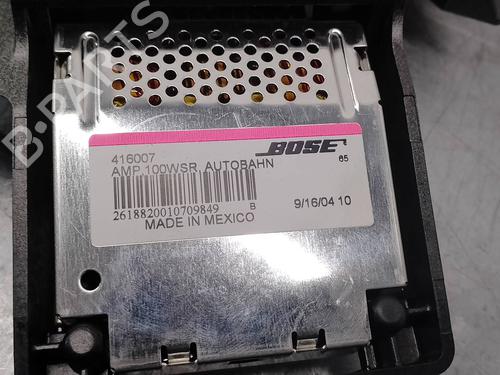 B-PARTS
416007
AMP, 100WSR, AUTOBAHN
BOSE
65
2618820010709849 B
9/16/04 10
MADE IN MEXICO